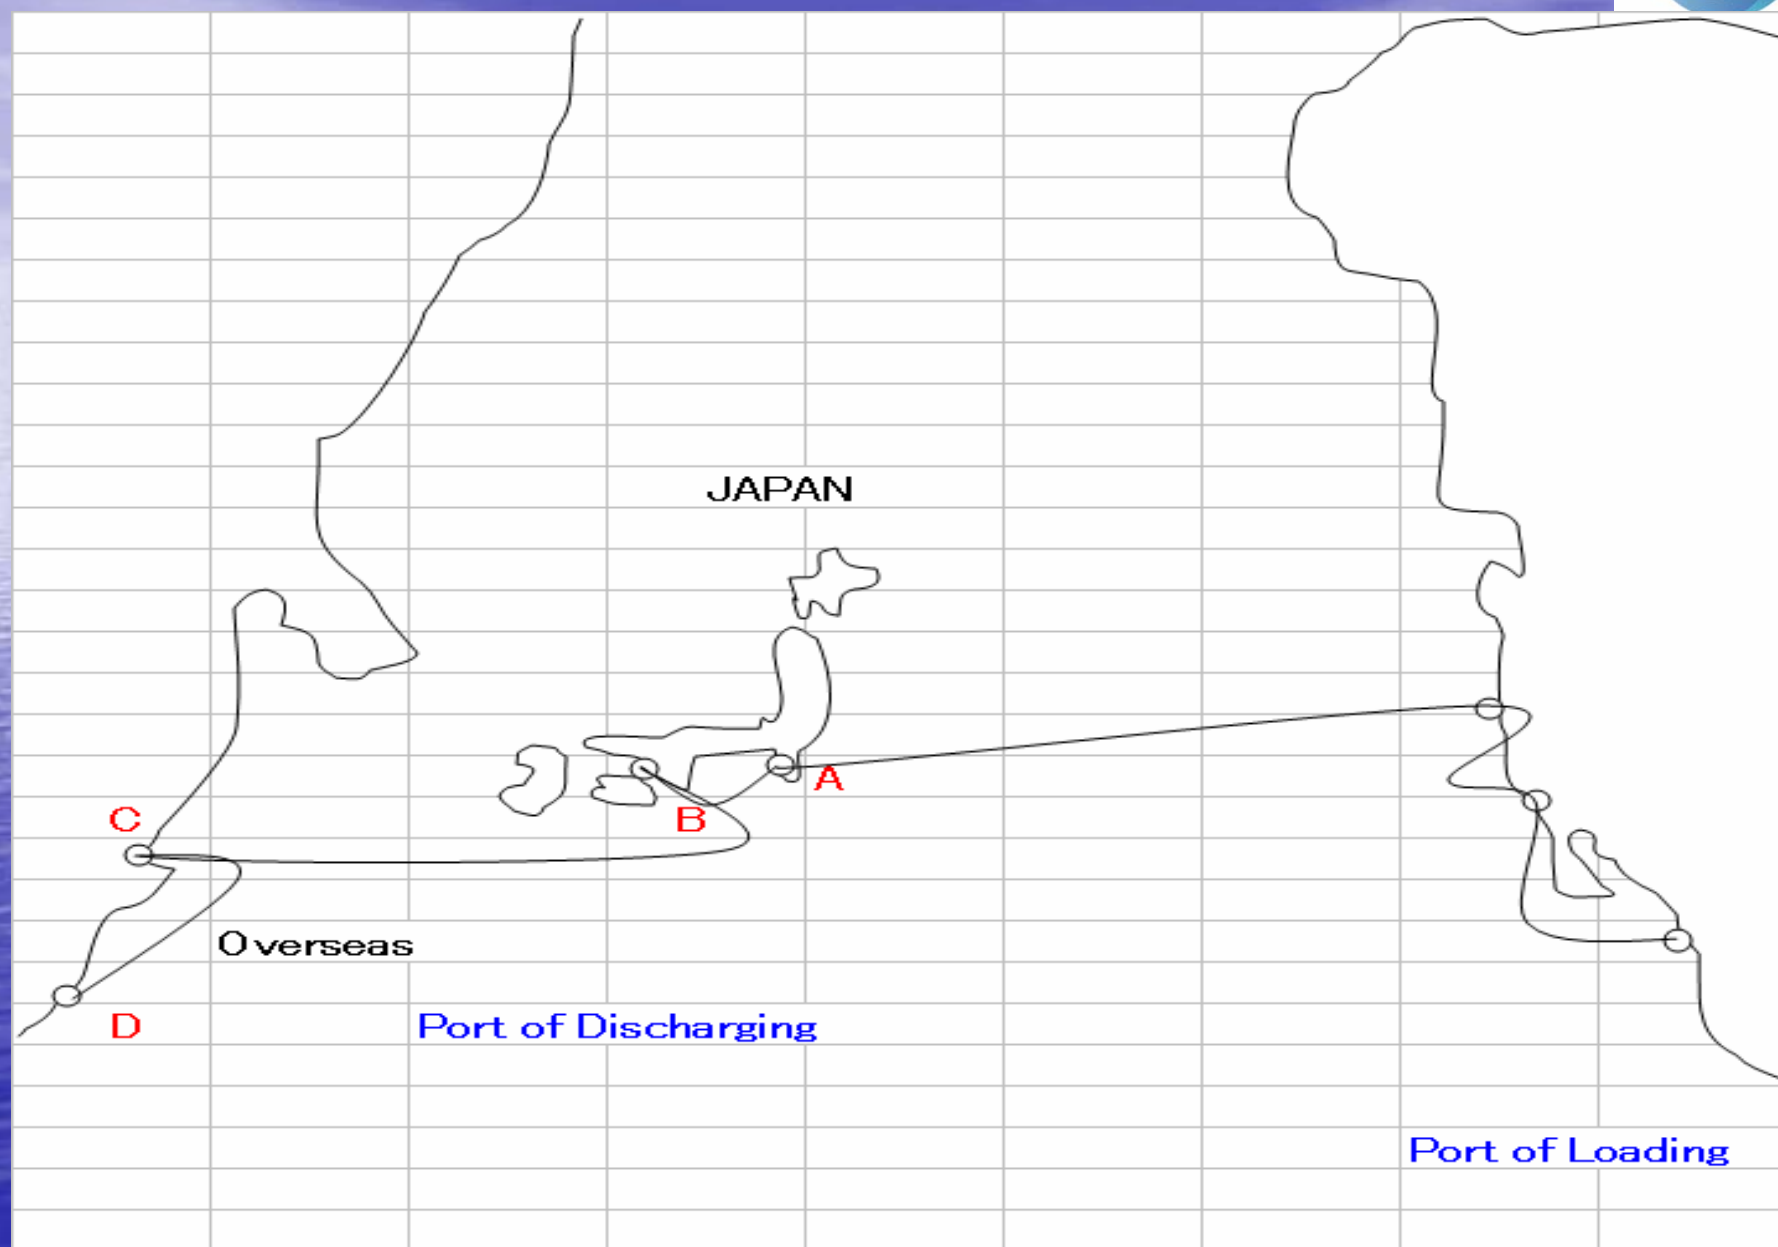 JAPAN
A
B
C
Overseas
D
Port of Discharging
Port of Loading